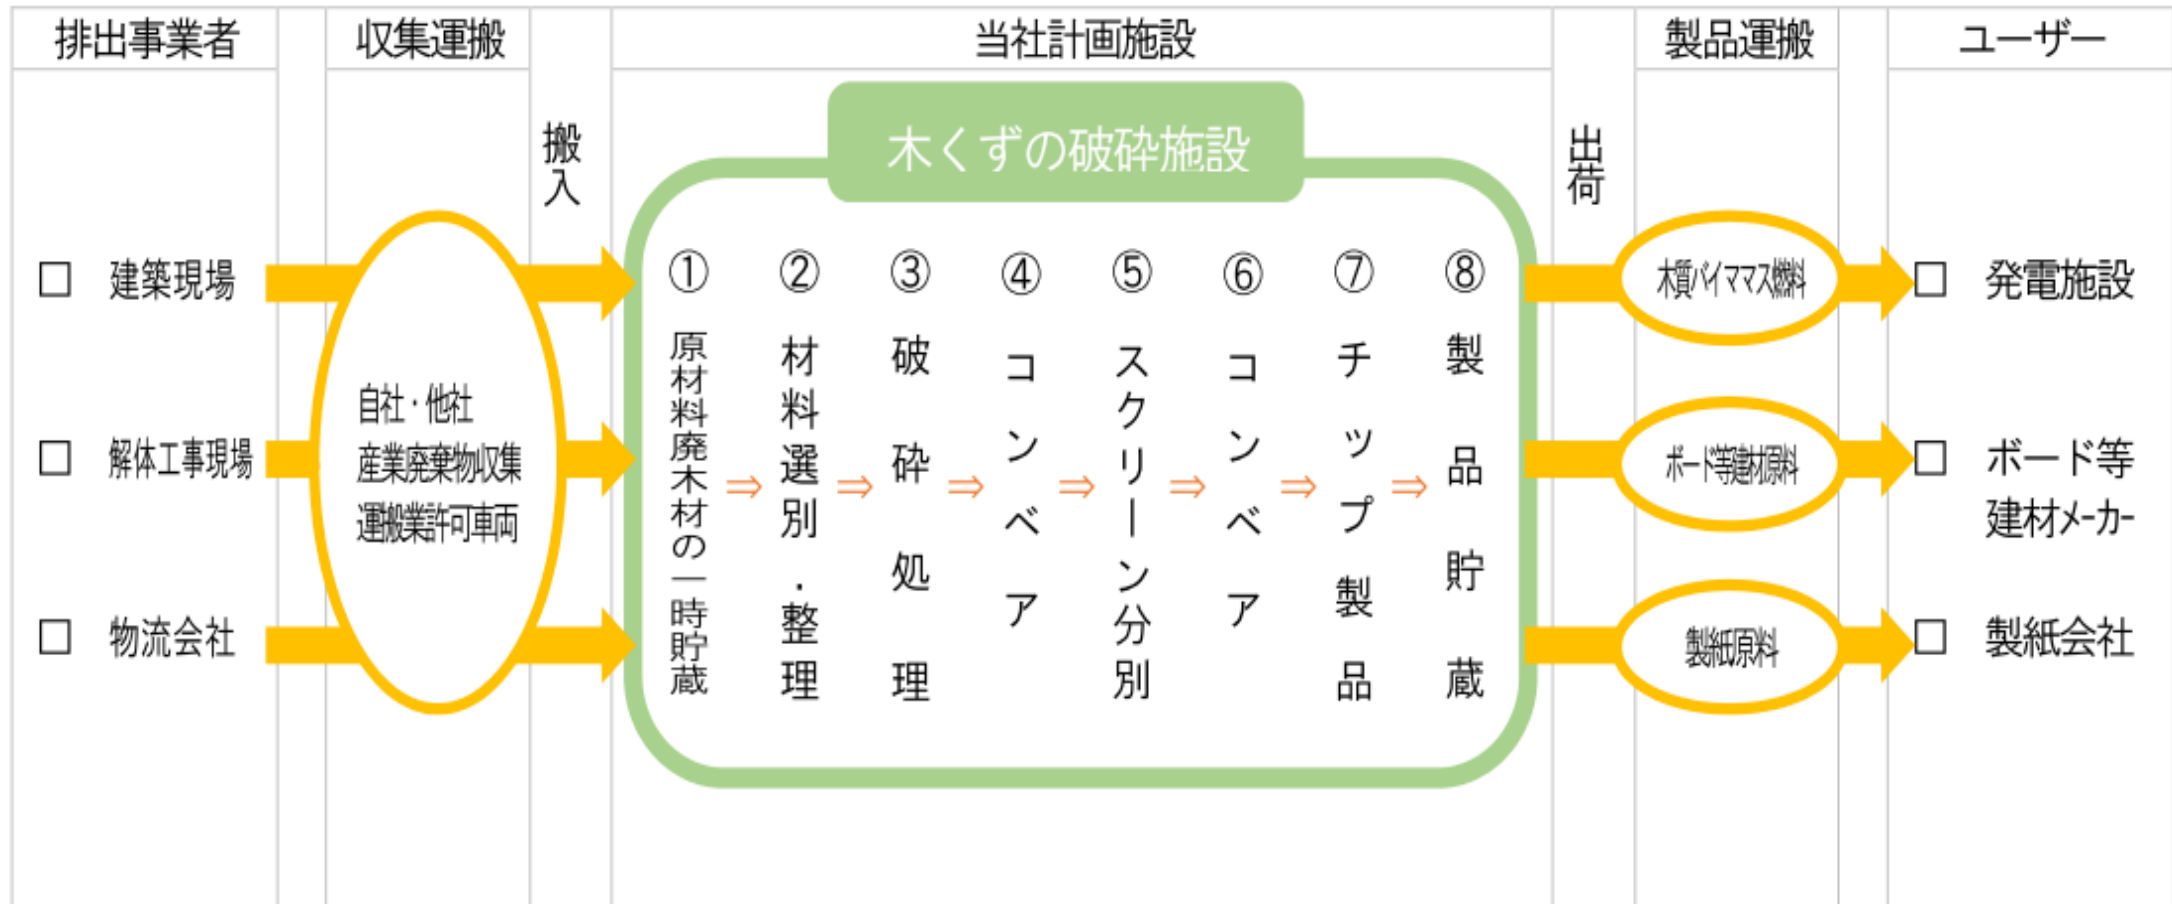 排出事業者
収集運搬
当社計画施設
製品運搬
ユーザー
搬入
出荷
木くずの破砕施設
□ 建築現場
□ 解体工事現場
□ 物流会社
自社・他社
産業廃棄物収集
運搬業許可車両
①原材料廃木材の一時貯蔵
⇒
②材料選別・整理
⇒
③破砕処理
⇒
④コンベア
⇒
⑤スクリーン分別
⇒
⑥コンベア
⇒
⑦チップ製品
⇒
⑧製品貯蔵
木質バイママス燃料
ボード等建材原料
製紙原料
□ 発電施設
□ ボード等
建材メーカー
□ 製紙会社